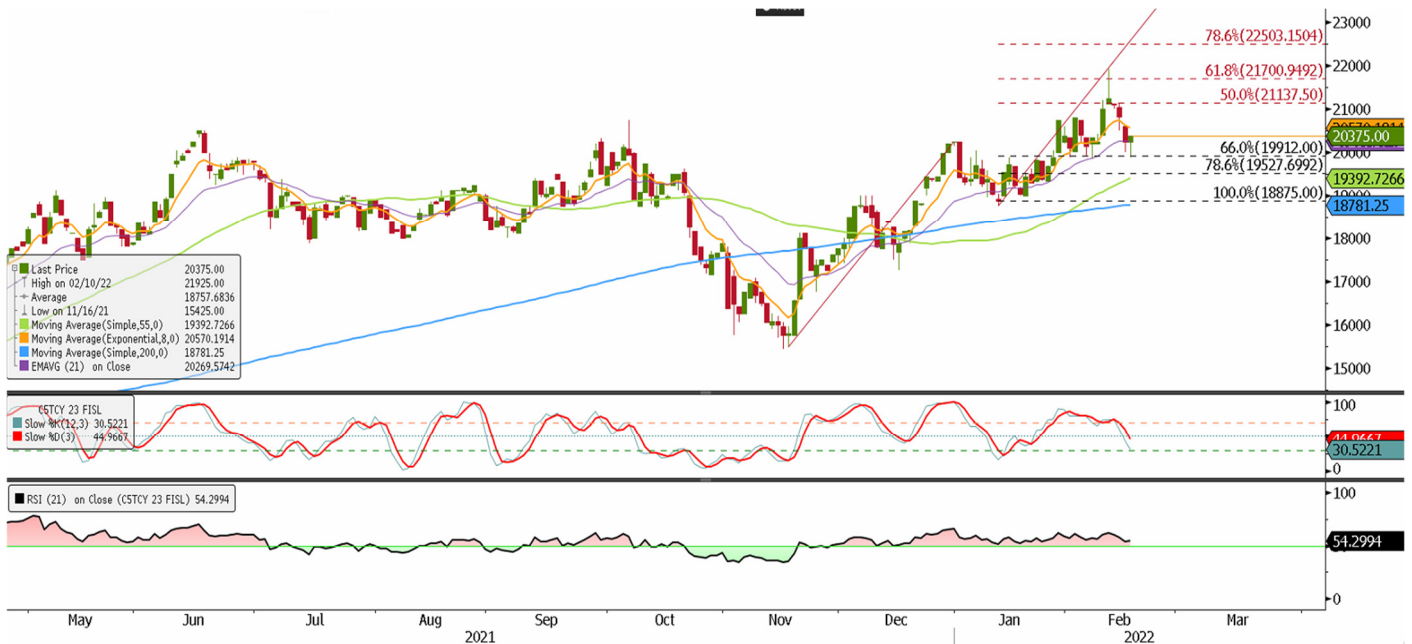 23000
78.6%(22503.1504)
22000
61.8%(21700.9492)
21000
50.0%(21137.50)
20570.1914
20375.00
66.0%(19912.00)
20000
78.6%(19527.6992)
19392.7266
19000
100.0%(18875.00)
18781.25
18000
17000
16000
15000
Last Price 20375.00
High on 02/10/22 21925.00
Average 18757.6836
Low on 11/16/21 15425.00
Moving Average(Simple,55,0) 19392.7266
Moving Average(Exponential,8,0) 20570.1914
Moving Average(Simple,200,0) 18781.25
EMAVG (21) on Close 20269.5742
C5TCY 23 FISL
Slow %K(12,3) 30.5221
Slow %D(3) 44.9667
100
44.9667
30.5221
0
RSI (21) on Close (C5TCY 23 FISL) 54.2994
100
54.2994
0
May Jun Jul Aug Sep Oct Nov Dec Jan Feb Mar
2021 2022